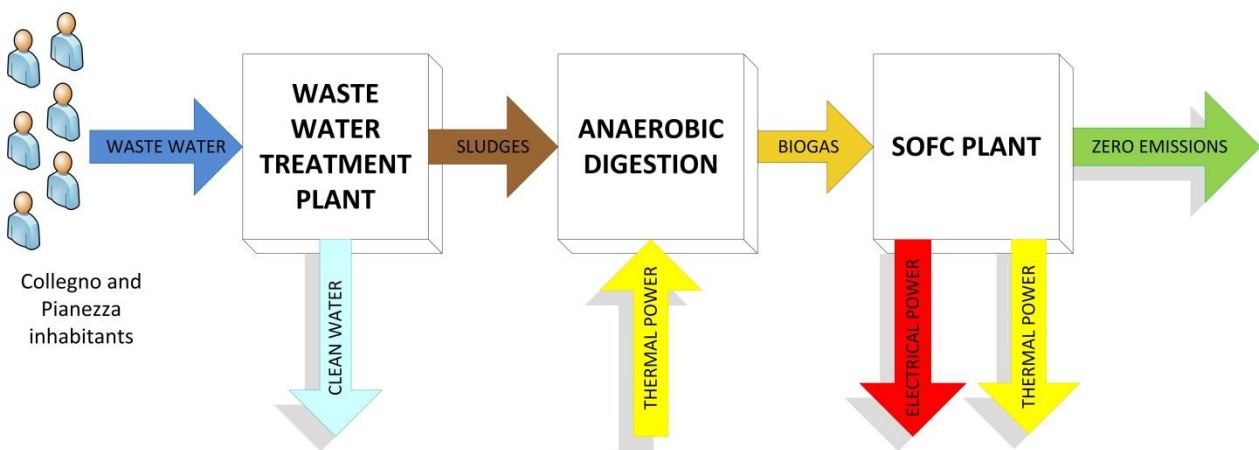 Collegno and
Pianezza
inhabitants
WASTE WATER
WASTE
WATER
TREATMENT
PLANT
CLEAN WATER
SLUDGES
ANAEROBIC
DIGESTION
THERMAL POWER
BIOGAS
SOFC PLANT
ELECTRICAL POWER
THERMAL POWER
ZERO EMISSIONS